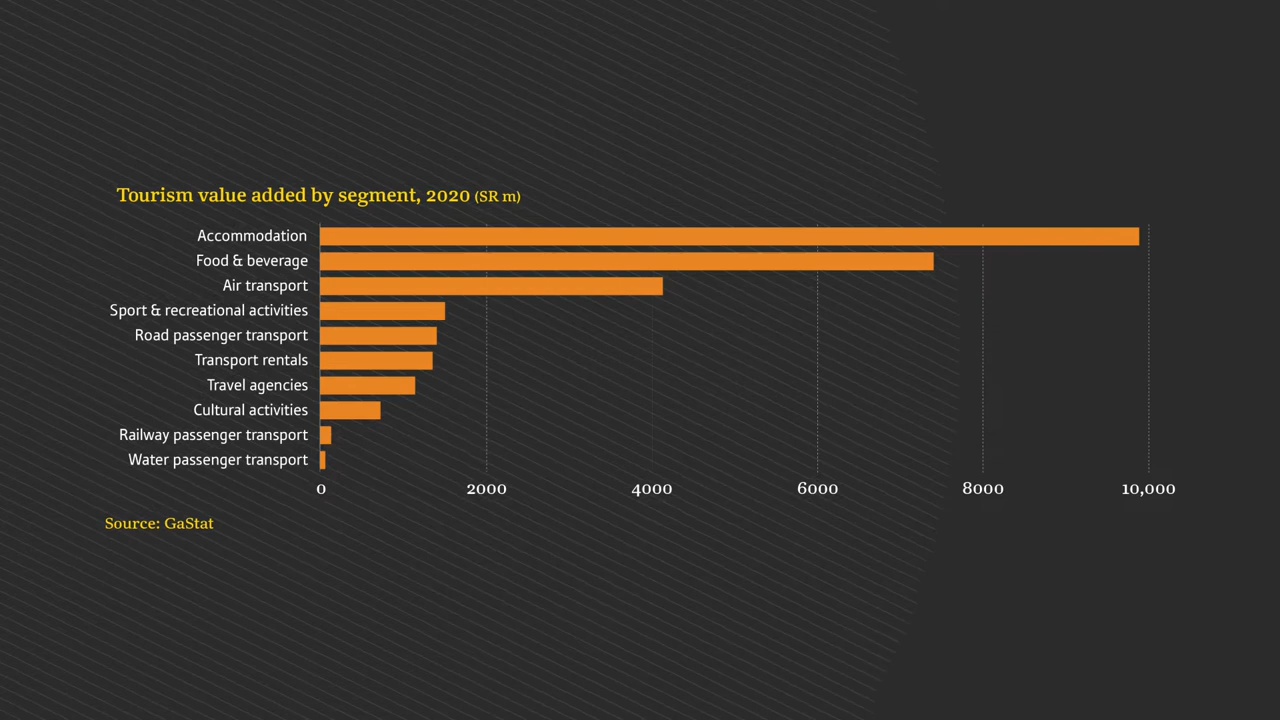 Tourism value added by segment, 2020 (SR m)
Accommodation
Food & beverage
Air transport
Sport & recreational activities
Road passenger transport
Transport rentals
Travel agencies
Cultural activities
Railway passenger transport
Water passenger transport
0 2000 4000 6000 8000 10,000
Source: GaStat